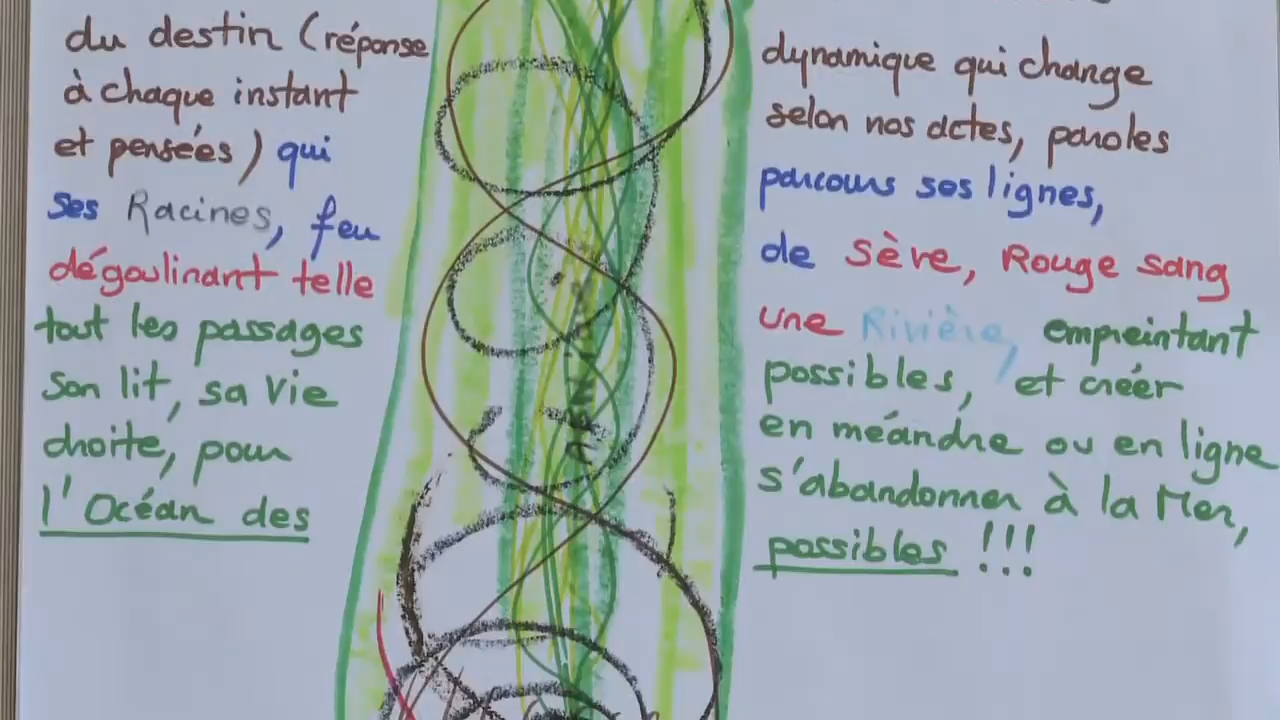 du destin (réponse dynamique qui change
à chaque instant selon nos actes, paroles
et pensées) qui parcours ses lignes,
ses Racines, feu de sève, Rouge sang
dégoulinant telle une Rivière, empreintant
tout les passages possibles, et créer
son lit, sa vie en méandre ou en ligne
droite, pour s'abandonner à la Mer,
l'Océan des possibles !!!